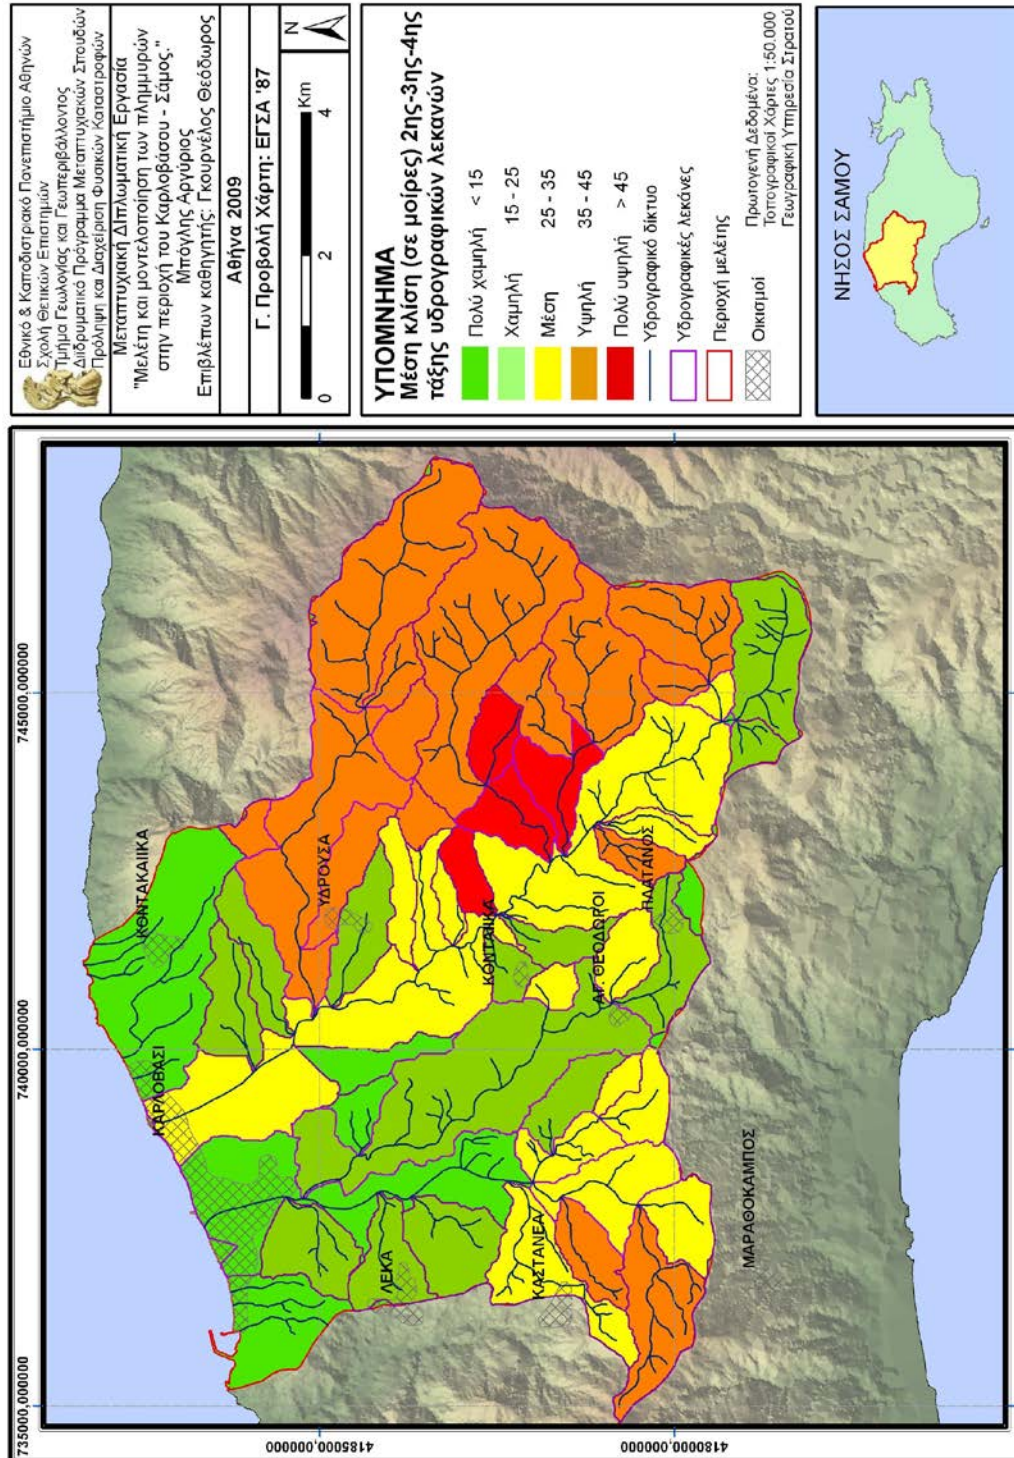 Εθνικό & Καποδιστριακό Πανεπιστήμιο Αθηνών
Σχολή Θετικών Επιστημών
Τμήμα Γεωλογίας και Γεωπεριβάλλοντος
Διϊδρυματικό Πρόγραμμα Μεταπτυχιακών Σπουδών
Πρόληψη και Διαχείριση Φυσικών Καταστροφών
Μεταπτυχιακή Διπλωματική Εργασία
"Μελέτη και μοντελοποίηση των πλημμυρών
στην περιοχή του Καρλοβάσου - Σάμος."
Μπόγλης Αργύριος
Επιβλέπων καθηγητής: Γκουρνέλος Θεόδωρος
Αθήνα 2009
Γ. Προβολή Χάρτη: ΕΓΣΑ '87
N
0 2 4
Km
ΥΠΟΜΝΗΜΑ
Μέση κλίση (σε μοίρες) 2ης-3ης-4ης
τάξης υδρογραφικών λεκανών
Πολύ χαμηλή < 15
Χαμηλή 15 - 25
Μέση 25 - 35
Υψηλή 35 - 45
Πολύ υψηλή > 45
Υδρογραφικό δίκτυο
Υδρογραφικές λεκάνες
Περιοχή μελέτης
Οικισμοί
Πρωτογενή Δεδομένα:
Τοπογραφικοί Χάρτες 1:50.000
Γεωγραφική Υπηρεσία Στρατού
ΝΗΣΟΣ ΣΑΜΟΥ
735000,000000
740000,000000
745000,000000
4185000,000000
4180000,000000
ΚΑΡΛΟΒΑΣΙ
ΚΟΝΤΑΚΑΙΙΚΑ
ΥΔΡΟΥΣΑ
ΛΕΚΑ
ΚΟΝΤΑΙΙΚΑ
ΚΑΣΤΑΝΕΑ
ΑΓ. ΘΕΟΔΩΡΟΙ
ΠΛΑΤΑΝΟΣ
ΜΑΡΑΘΟΚΑΜΠΟΣ